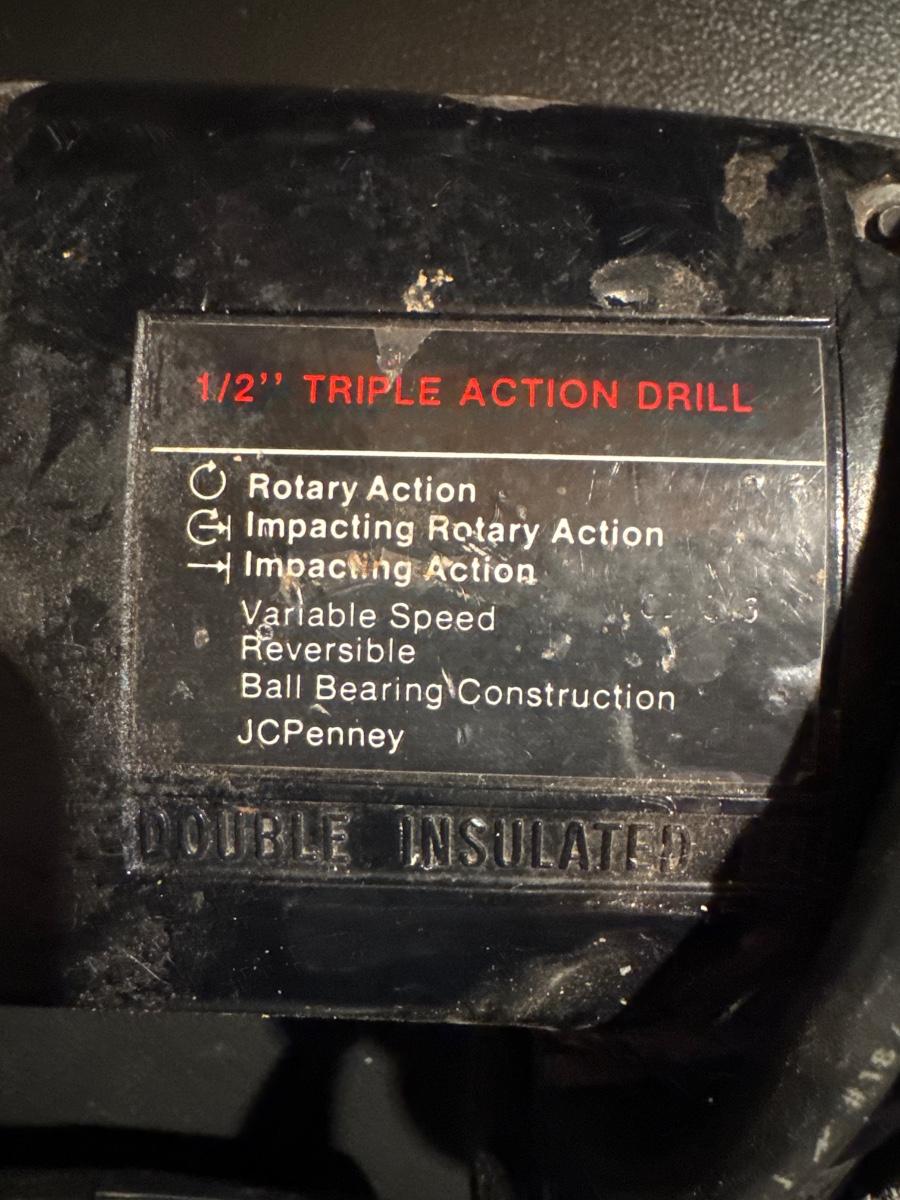 1/2’’ TRIPLE ACTION DRILL
Rotary Action
Impacting Rotary Action
Impacting Action
Variable Speed
Reversible
Ball Bearing Construction
JCPenney
DOUBLE INSULATED